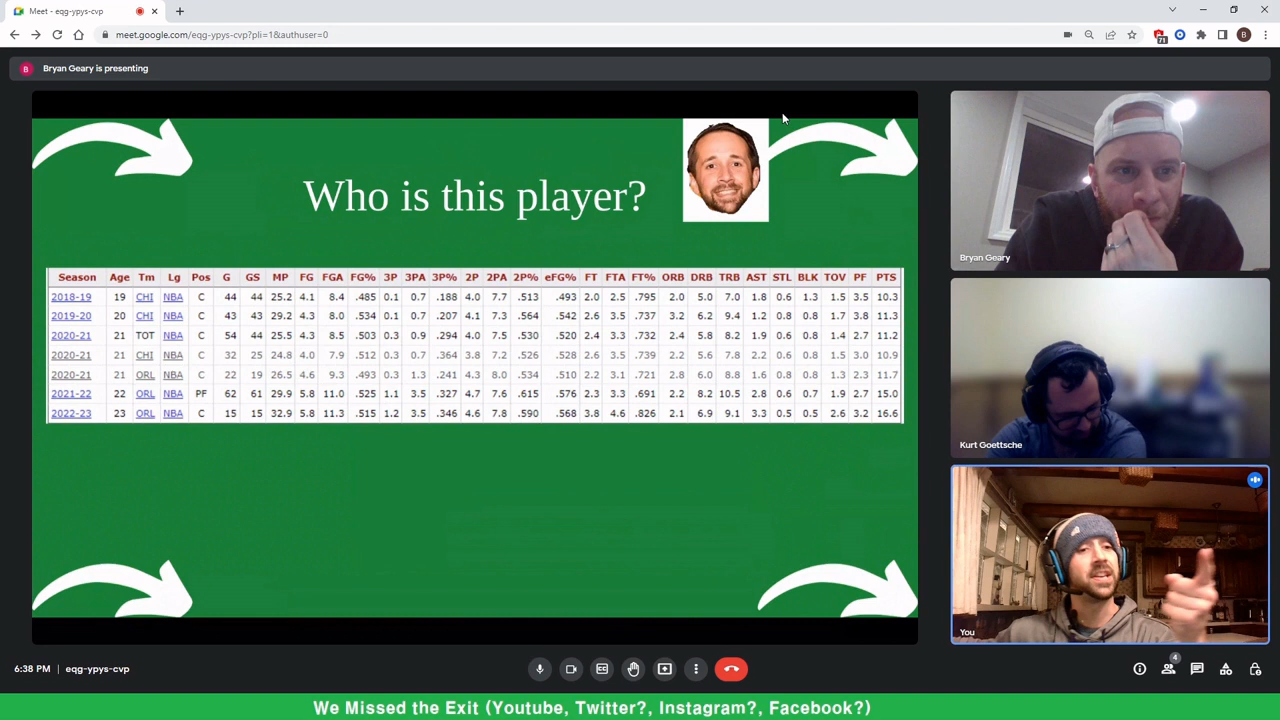 Meet - eqg-ypys-cvp
meet.google.com/eqg-ypys-cvp?pli=1&authuser=0
71
B
B
Bryan Geary is presenting
Who is this player?
Season Age Tm Lg Pos G GS MP FG FGA FG% 3P 3PA 3P% 2P 2PA 2P% eFG% FT FTA FT% ORB DRB TRB AST STL BLK TOV PF PTS
2018-19 19 CHI NBA C 44 44 25.2 4.1 8.4 .485 0.1 0.7 .188 4.0 7.7 .513 .493 2.0 2.5 .795 2.0 5.0 7.0 1.8 0.6 1.3 1.5 3.5 10.3
2019-20 20 CHI NBA C 43 43 29.2 4.3 8.0 .534 0.1 0.7 .207 4.1 7.3 .564 .542 2.6 3.5 .737 3.2 6.2 9.4 1.2 0.8 0.8 1.7 3.8 11.3
2020-21 21 TOT NBA C 54 44 25.5 4.3 8.5 .503 0.3 0.9 .294 4.0 7.5 .530 .520 2.4 3.3 .732 2.4 5.8 8.2 1.9 0.6 0.8 1.4 2.7 11.2
2020-21 21 CHI NBA C 32 25 24.8 4.0 7.9 .512 0.3 0.7 .364 3.8 7.2 .526 .528 2.6 3.5 .739 2.2 5.6 7.8 2.2 0.6 0.8 1.5 3.0 10.9
2020-21 21 ORL NBA C 22 19 26.5 4.6 9.3 .493 0.3 1.3 .241 4.3 8.0 .534 .510 2.2 3.1 .721 2.8 6.0 8.8 1.6 0.8 0.8 1.4 2.3 11.7
2021-22 22 ORL NBA PF 62 61 29.9 5.8 11.0 .525 1.1 3.5 .327 4.7 7.6 .615 .576 2.3 3.3 .691 2.2 8.2 10.5 2.8 0.6 0.7 1.9 2.7 15.0
2022-23 23 ORL NBA C 15 15 32.9 5.8 11.3 .515 1.2 3.5 .346 4.6 7.8 .590 .568 3.8 4.6 .826 2.1 6.9 9.1 3.3 0.5 0.5 2.6 3.2 16.6
Bryan Geary
Kurt Goettsche
You
6:38 PM | eqg-ypys-cvp
4
We Missed the Exit (Youtube, Twitter?, Instagram?, Facebook?)